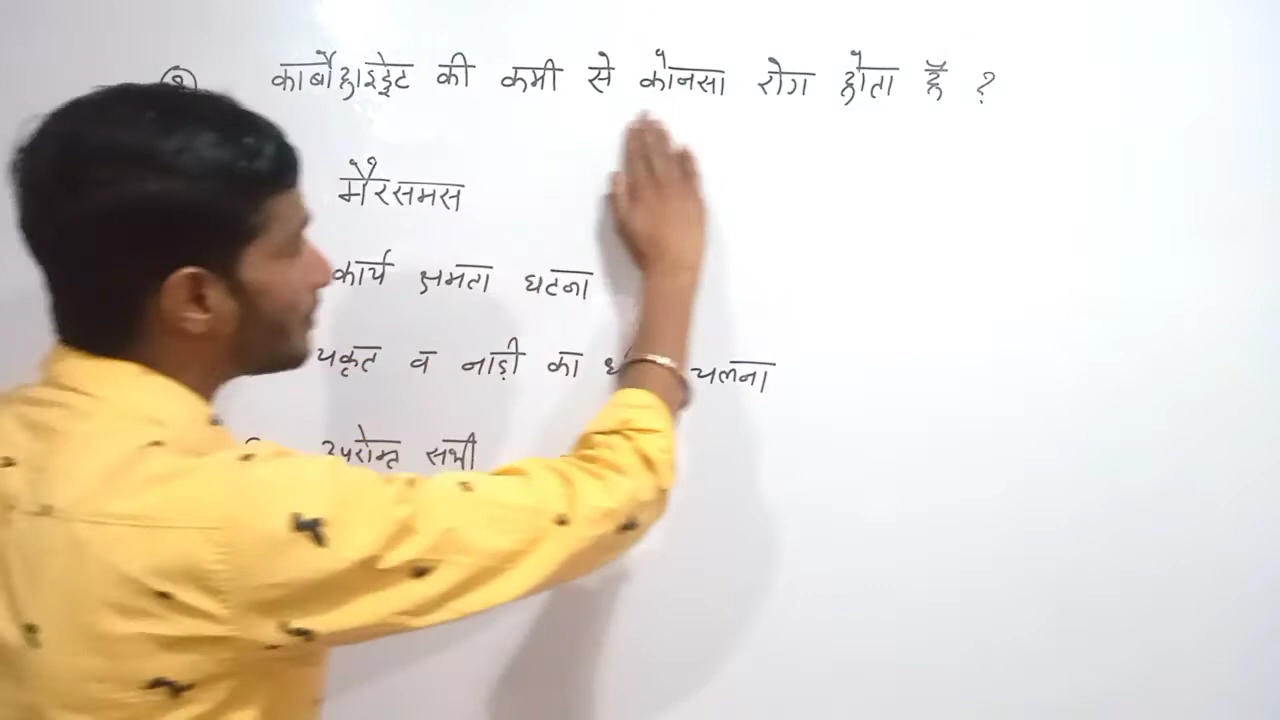 कार्बोहाइड्रेट की कमी से कौनसा रोग होता है ?
मैरसमस
कार्य क्षमता घटना
यकृत व नाड़ी का चलना
उपरोक्त सभी